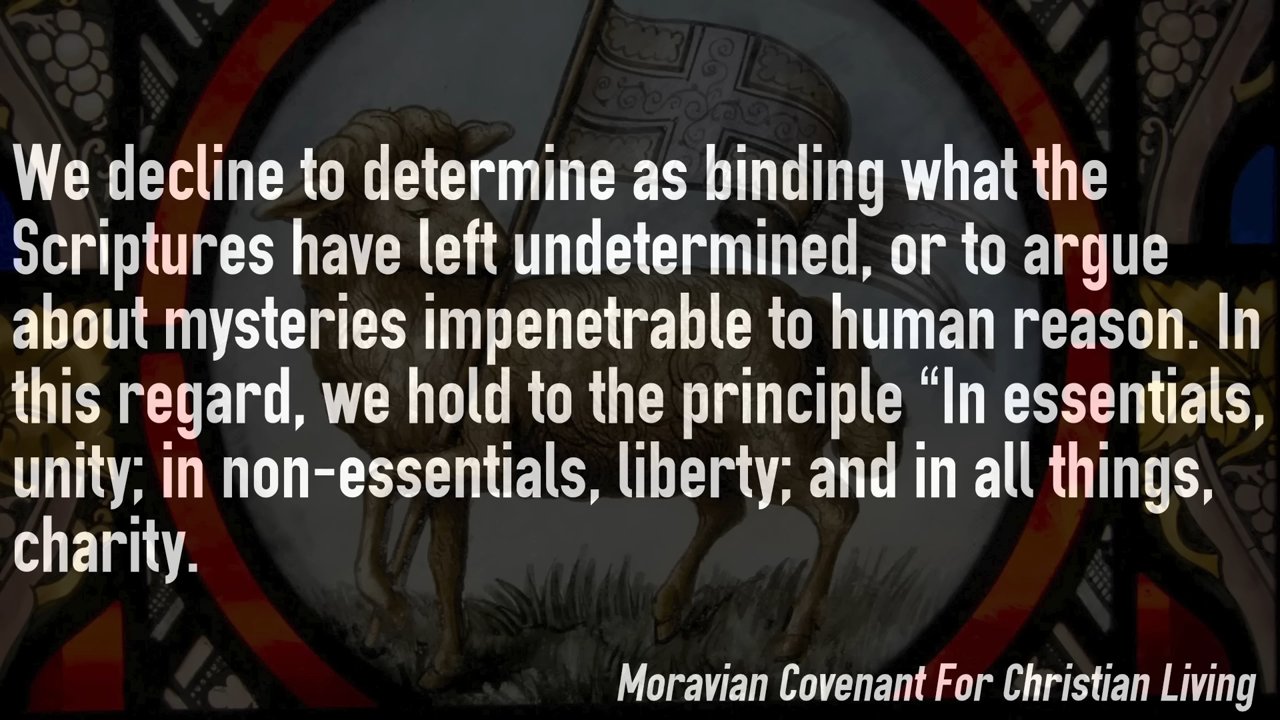 We decline to determine as binding what the
Scriptures have left undetermined, or to argue
about mysteries impenetrable to human reason. In
this regard, we hold to the principle “In essentials,
unity; in non-essentials, liberty; and in all things,
charity.
Moravian Covenant For Christian Living